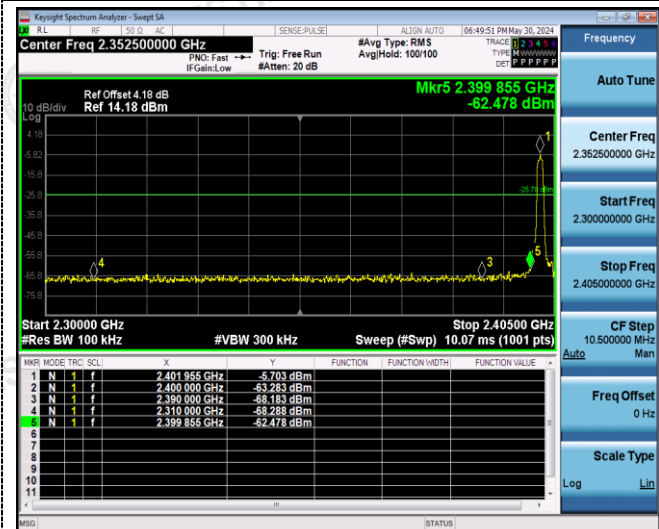 Keysight Spectrum Analyzer - Swept SA
RL RF 50 Ω AC SENSE:PULSE ALIGN AUTO 06:49:51 PM May 30, 2024
Center Freq 2.352500000 GHz
PNO: Fast
IFGain:Low
Trig: Free Run
#Atten: 20 dB
#Avg Type: RMS
Avg|Hold: 100/100
TRACE 1 2 3 4 5 6
TYPE M W W W W W
DET P P P P P P
Frequency
Auto Tune
Center Freq
2.352500000 GHz
Start Freq
2.300000000 GHz
Stop Freq
2.405000000 GHz
CF Step
10.500000 MHz
Auto Man
Freq Offset
0 Hz
Scale Type
Log Lin
Mkr5 2.399 855 GHz
-62.478 dBm
Ref Offset 4.18 dB
10 dB/div Ref 14.18 dBm
Log
4.18
-5.82
-15.8
-25.8
-35.8
-45.8
-55.8
-65.8
-75.8
-25.70 dBm
1
5
4
3
Start 2.30000 GHz Stop 2.40500 GHz
#Res BW 100 kHz #VBW 300 kHz Sweep (#Swp) 10.07 ms (1001 pts)
MKR MODE TRC SCL X Y FUNCTION FUNCTION WIDTH FUNCTION VALUE
1 N 1 f 2.401 955 GHz -5.703 dBm
2 N 1 f 2.400 000 GHz -63.283 dBm
3 N 1 f 2.390 000 GHz -68.183 dBm
4 N 1 f 2.310 000 GHz -68.288 dBm
5 N 1 f 2.399 855 GHz -62.478 dBm
6
7
8
9
10
11
MSG STATUS